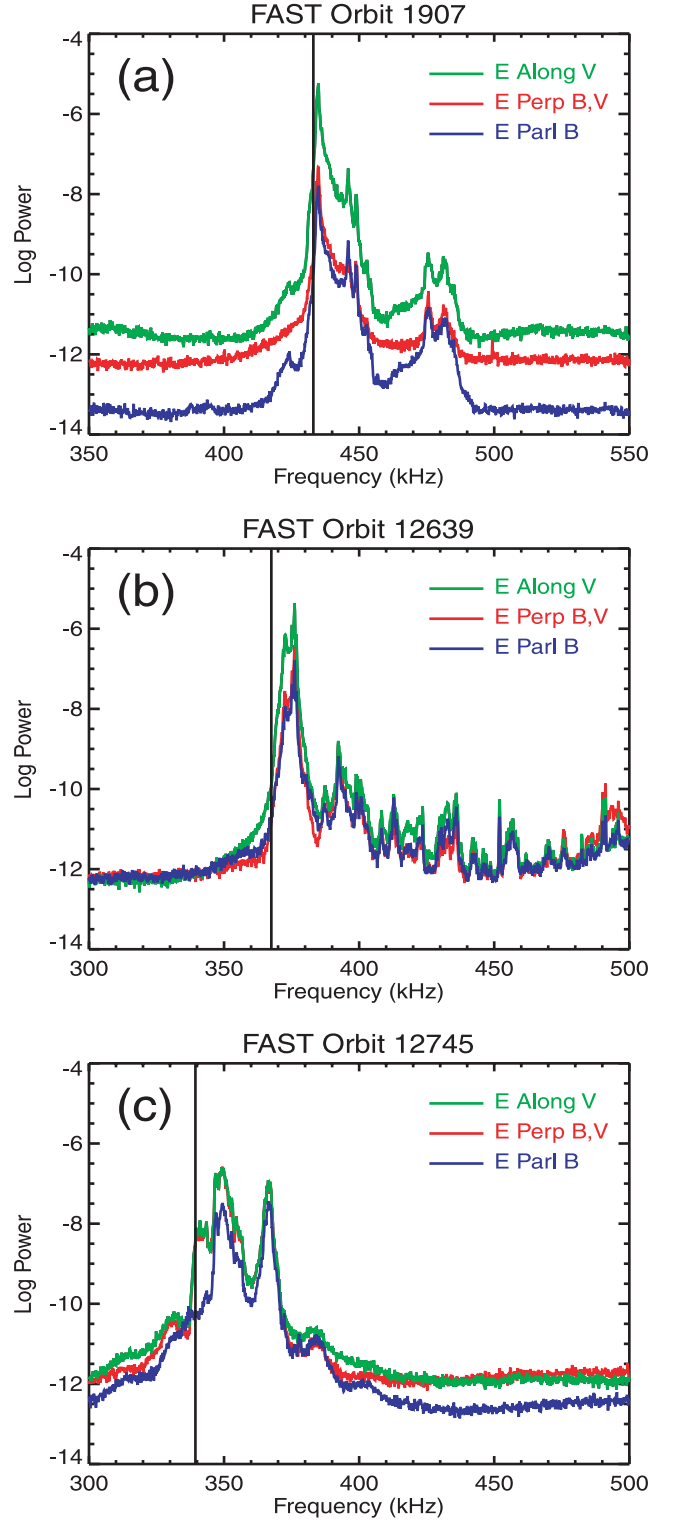 FAST Orbit 1907
(a)
E Along V
E Perp B,V
E Parl B
Log Power
-4
-6
-8
-10
-12
-14
350 400 450 500 550
Frequency (kHz)
FAST Orbit 12639
(b)
E Along V
E Perp B,V
E Parl B
Log Power
-4
-6
-8
-10
-12
-14
300 350 400 450 500
Frequency (kHz)
FAST Orbit 12745
(c)
E Along V
E Perp B,V
E Parl B
Log Power
-4
-6
-8
-10
-12
-14
300 350 400 450 500
Frequency (kHz)